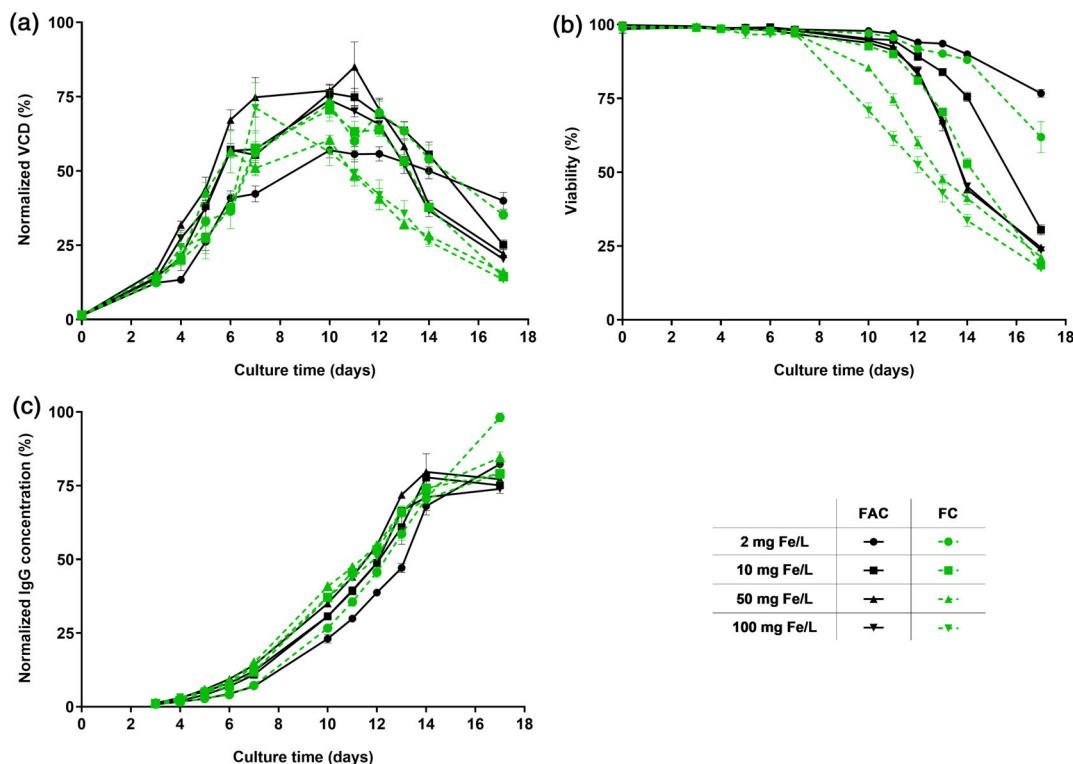 (a)
100
75
50
25
0
Normalized VCD (%)
0 2 4 6 8 10 12 14 16 18
Culture time (days)
(b)
100
75
50
25
0
Viability (%)
0 2 4 6 8 10 12 14 16 18
Culture time (days)
(c)
100
75
50
25
0
Normalized IgG concentration (%)
0 2 4 6 8 10 12 14 16 18
Culture time (days)
FAC FC
2 mg Fe/L
10 mg Fe/L
50 mg Fe/L
100 mg Fe/L